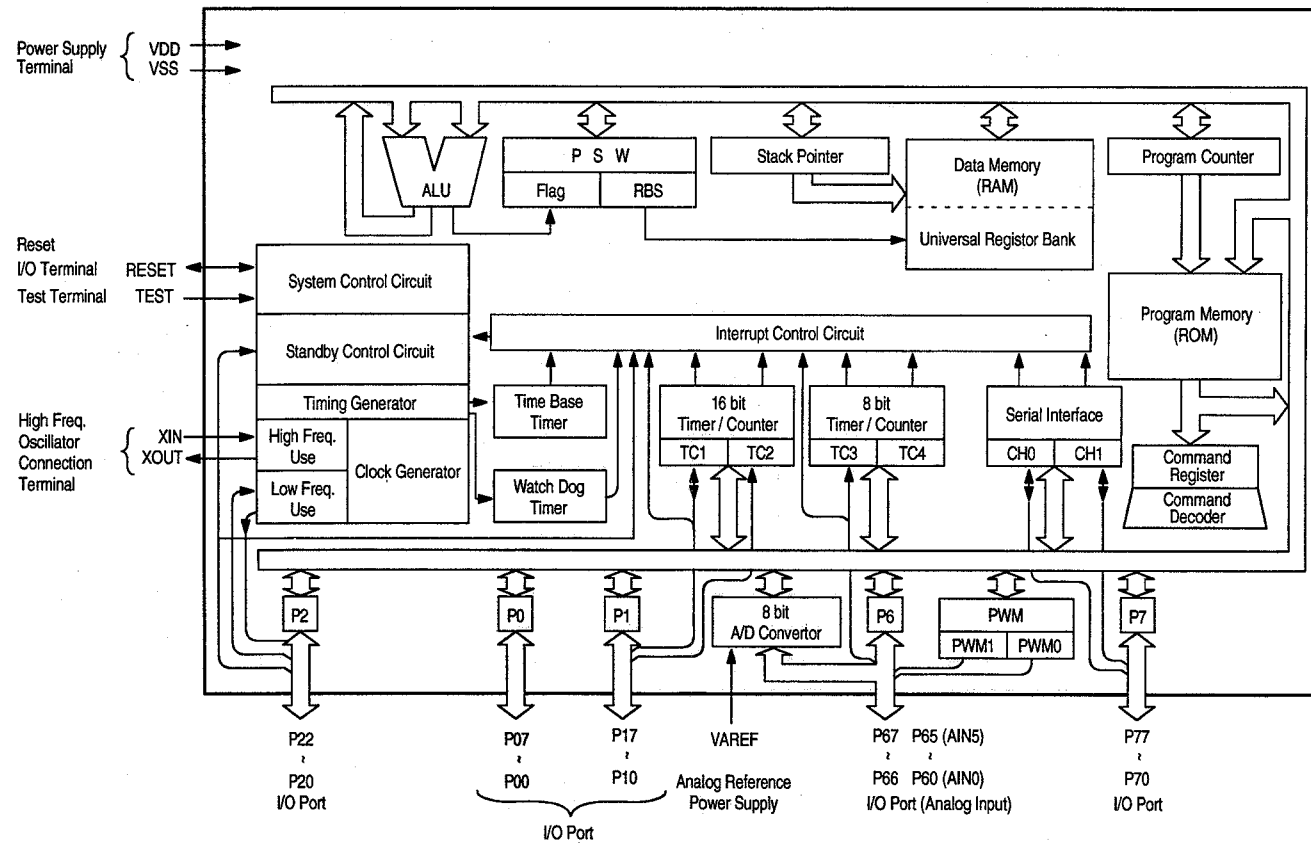 Power Supply
Terminal
VDD
VSS
ALU
P S W
Flag
RBS
Stack Pointer
Data Memory
(RAM)
Universal Registor Bank
Program Counter
Reset
I/O Terminal
RESET
Test Terminal
TEST
System Control Circuit
Standby Control Circuit
Interrupt Control Circuit
Program Memory
(ROM)
Timing Generator
Time Base
Timer
16 bit
Timer / Counter
TC1
TC2
8 bit
Timer / Counter
TC3
TC4
Serial Interface
CH0
CH1
High Freq.
Oscillator
Connection
Terminal
XIN
XOUT
High Freq.
Use
Clock Generator
Low Freq.
Use
Watch Dog
Timer
Command
Register
Command
Decoder
P2
P0
P1
8 bit
A/D Convertor
P6
PWM
PWM1
PWM0
P7
P22
~
P20
I/O Port
P07
~
P00
P17
~
P10
I/O Port
VAREF
Analog Reference
Power Supply
P67
~
P66
P65 (AIN5)
~
P60 (AIN0)
I/O Port (Analog Input)
P77
~
P70
I/O Port